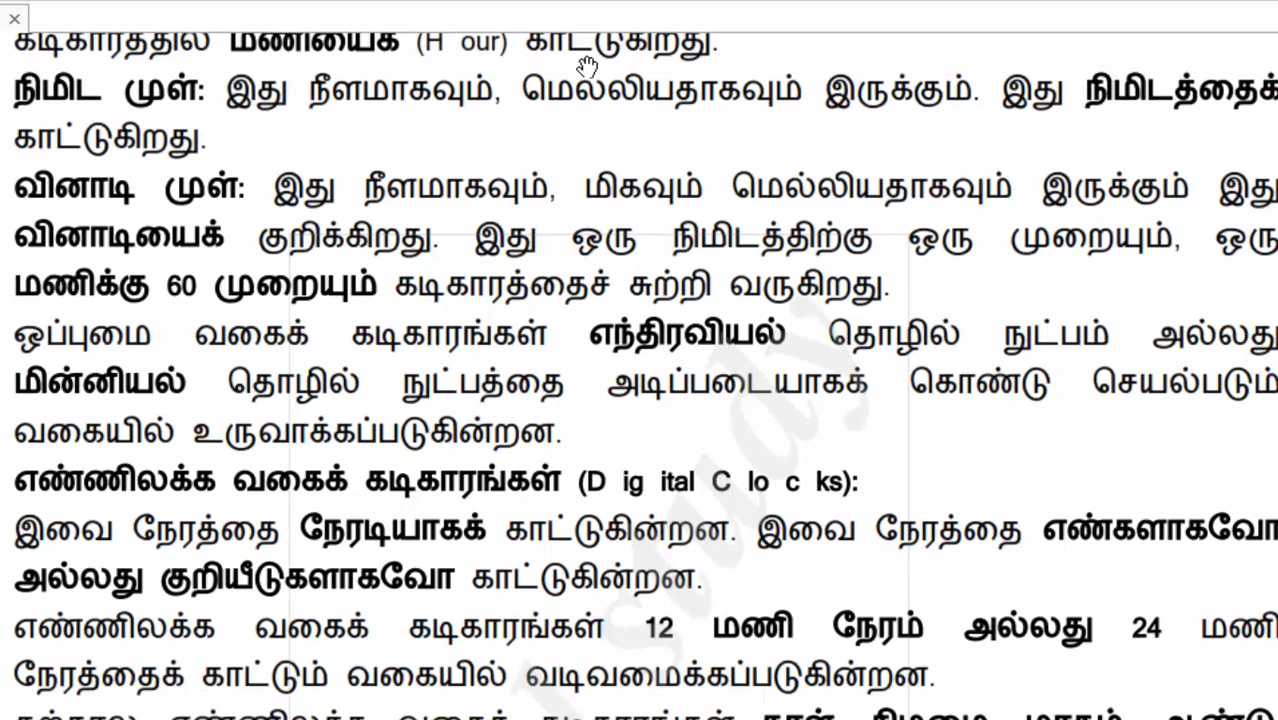 கடிகாரத்தில் மணியைக் (H our) காட்டுகிறது.
நிமிட முள்: இது நீளமாகவும், மெல்லியதாகவும் இருக்கும். இது நிமிடத்தைக்
காட்டுகிறது.
வினாடி முள்: இது நீளமாகவும், மிகவும் மெல்லியதாகவும் இருக்கும் இது
வினாடியைக் குறிக்கிறது. இது ஒரு நிமிடத்திற்கு ஒரு முறையும், ஒரு
மணிக்கு 60 முறையும் கடிகாரத்தைச் சுற்றி வருகிறது.
ஒப்புமை வகைக் கடிகாரங்கள் எந்திரவியல் தொழில் நுட்பம் அல்லது
மின்னியல் தொழில் நுட்பத்தை அடிப்படையாகக் கொண்டு செயல்படும்
வகையில் உருவாக்கப்படுகின்றன.
எண்ணிலக்க வகைக் கடிகாரங்கள் (D ig ital C lo c ks):
இவை நேரத்தை நேரடியாகக் காட்டுகின்றன. இவை நேரத்தை எண்களாகவோ
அல்லது குறியீடுகளாகவோ காட்டுகின்றன.
எண்ணிலக்க வகைக் கடிகாரங்கள் 12 மணி நேரம் அல்லது 24 மணி
நேரத்தைக் காட்டும் வகையில் வடிவமைக்கப்படுகின்றன.